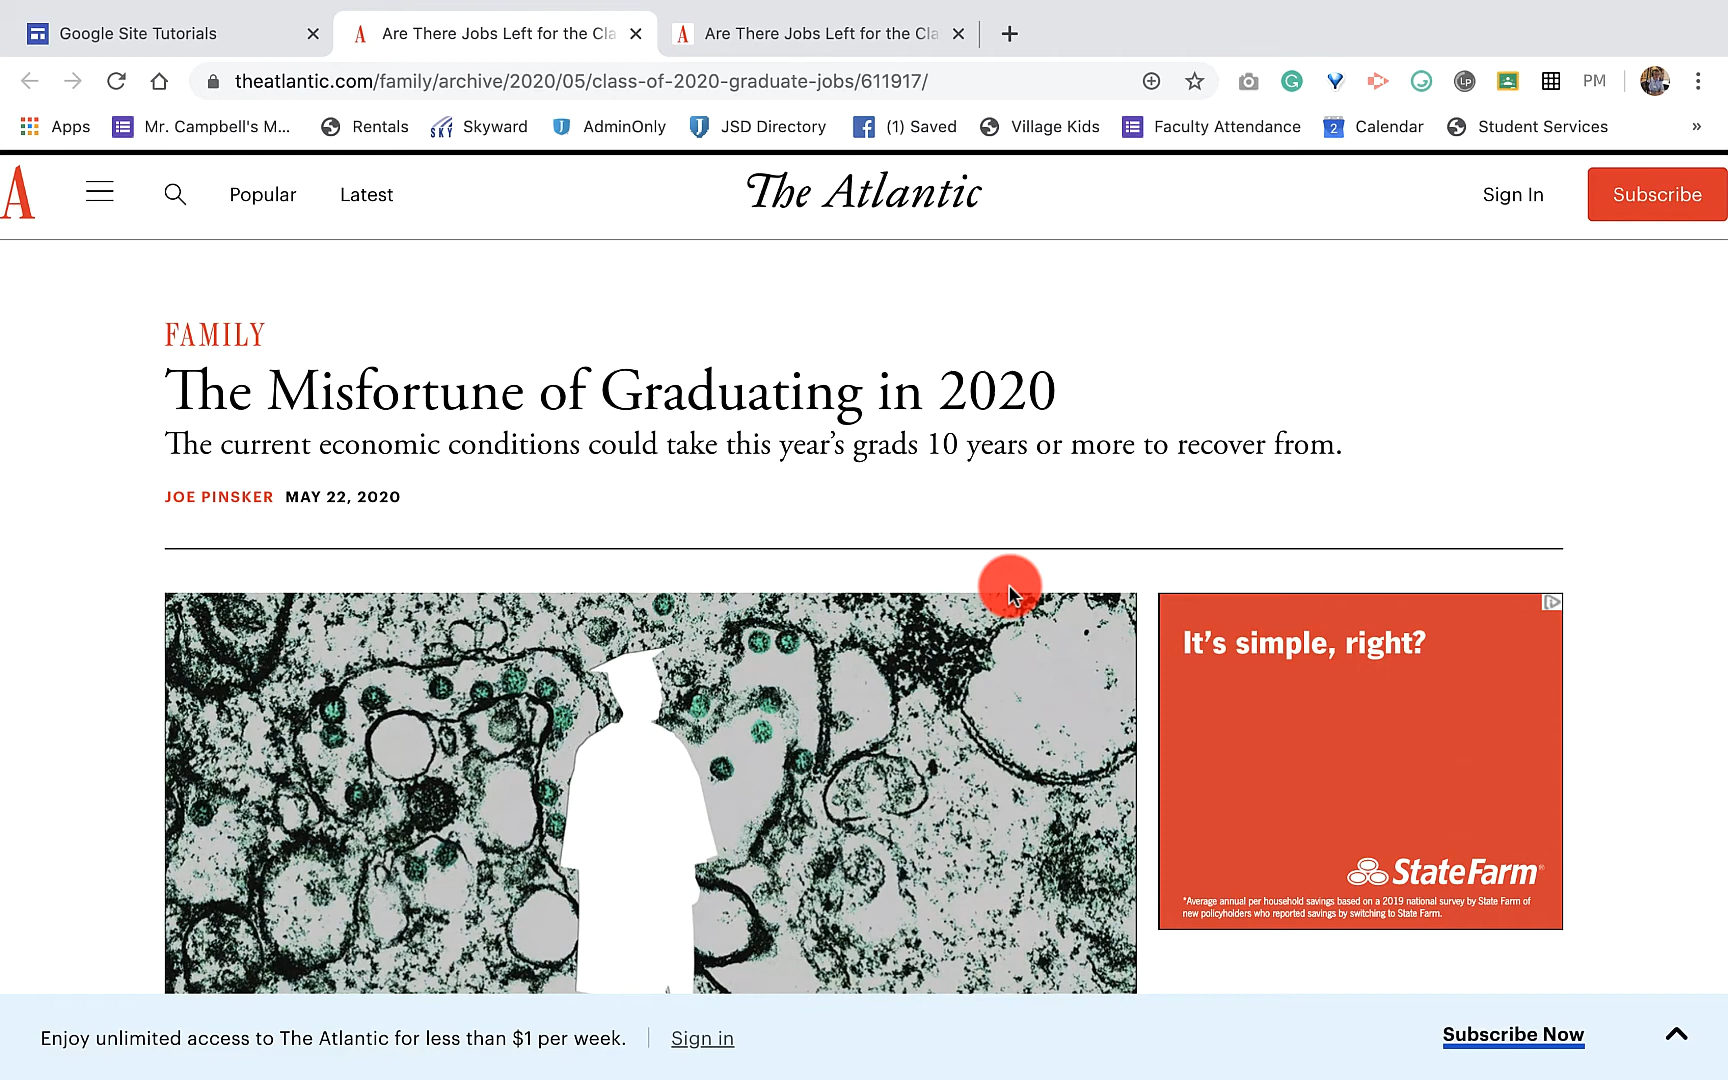 Google Site Tutorials
Are There Jobs Left for the Cla
Are There Jobs Left for the Cla
theatlantic.com/family/archive/2020/05/class-of-2020-graduate-jobs/611917/
PM
Apps
Mr. Campbell's M...
Rentals
SKY
Skyward
AdminOnly
JSD Directory
(1) Saved
Village Kids
Faculty Attendance
2
Calendar
Student Services
»
A
Popular
Latest
The Atlantic
Sign In
Subscribe
FAMILY
The Misfortune of Graduating in 2020
The current economic conditions could take this year's grads 10 years or more to recover from.
JOE PINSKER MAY 22, 2020
It's simple, right?
StateFarm®
*Average annual per household savings based on a 2019 national survey by State Farm of
new policyholders who reported savings by switching to State Farm.
Enjoy unlimited access to The Atlantic for less than $1 per week.
Sign in
Subscribe Now